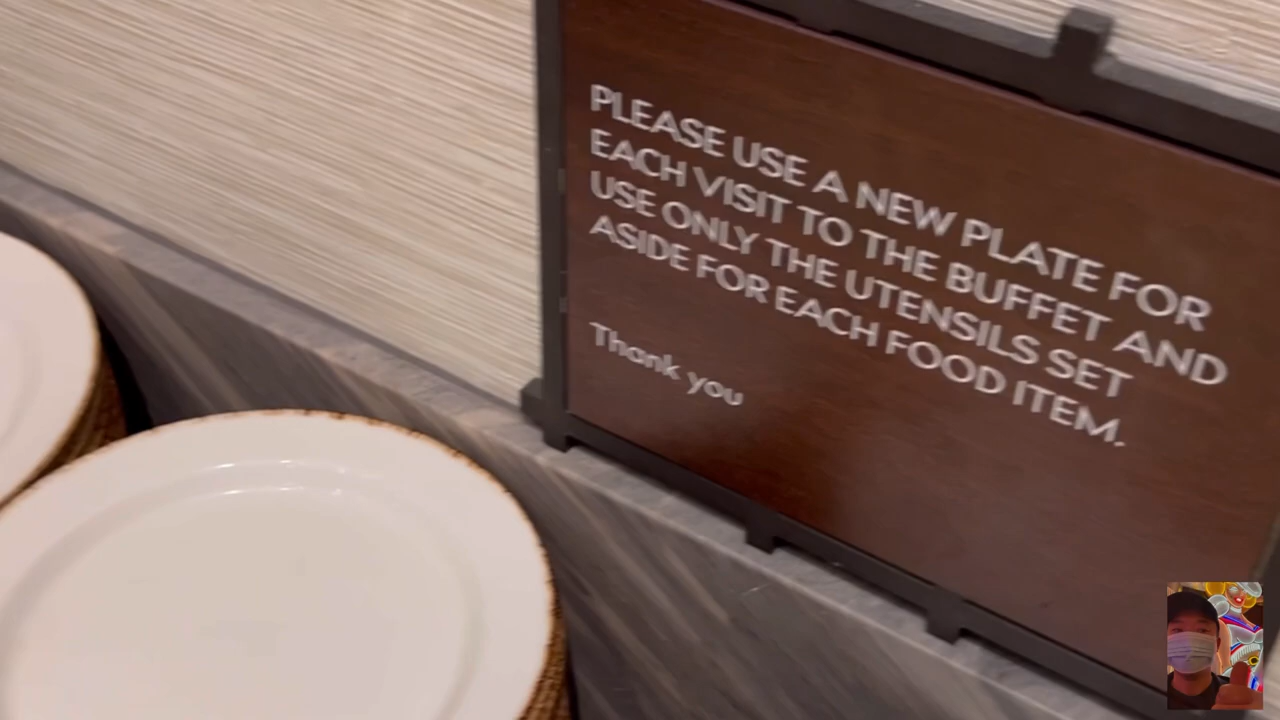 PLEASE USE A NEW PLATE FOR
EACH VISIT TO THE BUFFET AND
USE ONLY THE UTENSILS SET
ASIDE FOR EACH FOOD ITEM.
Thank you